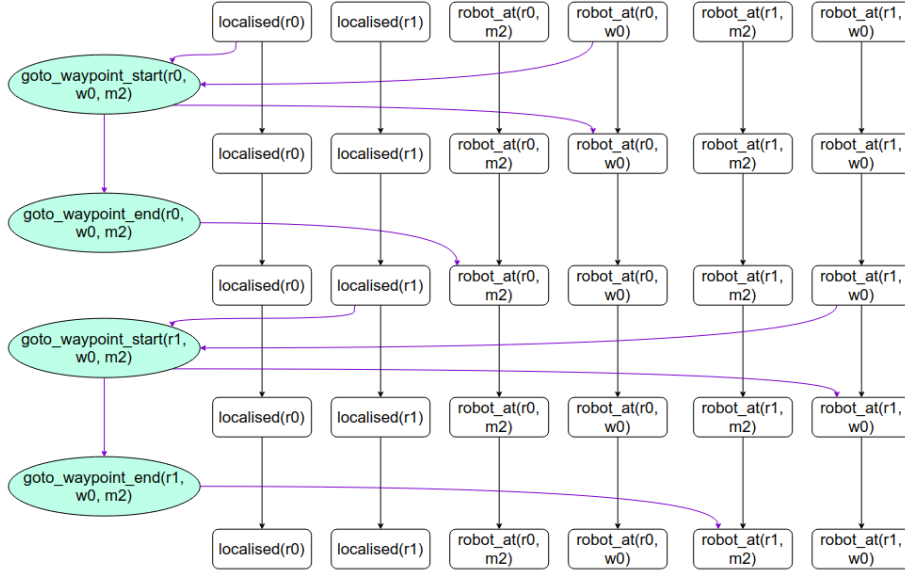 localised(r0)
localised(r1)
robot_at(r0,
m2)
robot_at(r0,
w0)
robot_at(r1,
m2)
robot_at(r1,
w0)
goto_waypoint_start(r0,
w0, m2)
localised(r0)
localised(r1)
robot_at(r0,
m2)
robot_at(r0,
w0)
robot_at(r1,
m2)
robot_at(r1,
w0)
goto_waypoint_end(r0,
w0, m2)
localised(r0)
localised(r1)
robot_at(r0,
m2)
robot_at(r0,
w0)
robot_at(r1,
m2)
robot_at(r1,
w0)
goto_waypoint_start(r1,
w0, m2)
localised(r0)
localised(r1)
robot_at(r0,
m2)
robot_at(r0,
w0)
robot_at(r1,
m2)
robot_at(r1,
w0)
goto_waypoint_end(r1,
w0, m2)
localised(r0)
localised(r1)
robot_at(r0,
m2)
robot_at(r0,
w0)
robot_at(r1,
m2)
robot_at(r1,
w0)